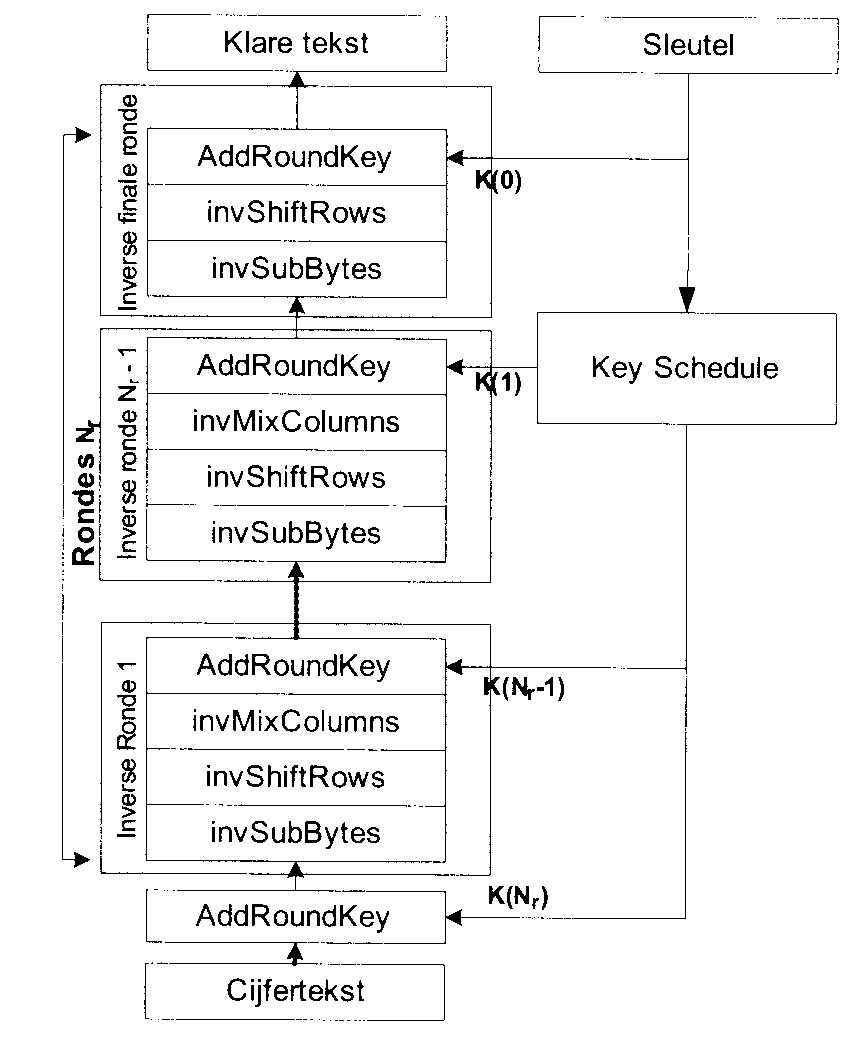 Klare tekst
Sleutel
Inverse finale ronde
AddRoundKey
K(0)
invShiftRows
invSubBytes
Rondes Nr
Inverse ronde Nr - 1
AddRoundKey
K(1)
Key Schedule
invMixColumns
invShiftRows
invSubBytes
Inverse Ronde 1
AddRoundKey
K(Nr-1)
invMixColumns
invShiftRows
invSubBytes
AddRoundKey
K(Nr)
Cijfertekst